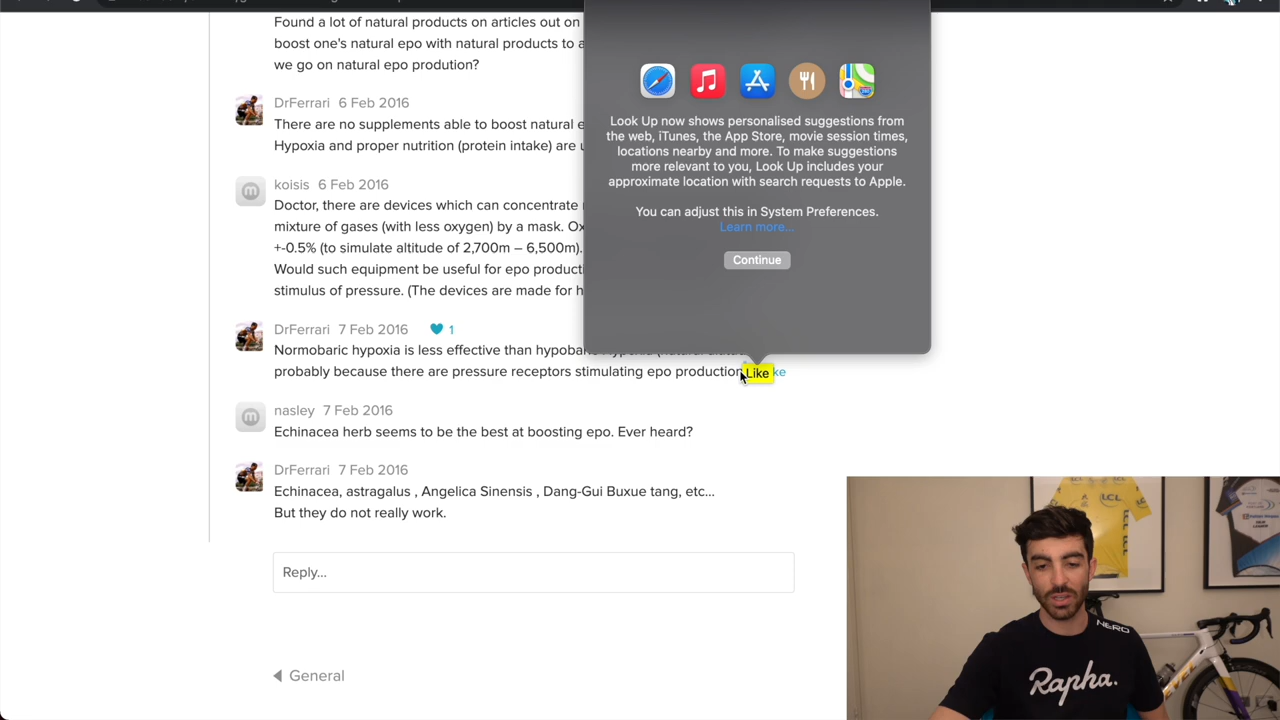 Found a lot of natural products on articles out on
boost one's natural epo with natural products to a
we go on natural epo prodution?
DrFerrari 6 Feb 2016
There are no supplements able to boost natural e
Hypoxia and proper nutrition (protein intake) are u
koisis 6 Feb 2016
Doctor, there are devices which can concentrate
mixture of gases (with less oxygen) by a mask. Ox
+-0.5% (to simulate altitude of 2,700m – 6,500m).
Would such equipment be useful for epo producti
stimulus of pressure. (The devices are made for h
DrFerrari 7 Feb 2016 1
Normobaric hypoxia is less effective than hypobaric
probably because there are pressure receptors stimulating epo production
Like
ke
nasley 7 Feb 2016
Echinacea herb seems to be the best at boosting epo. Ever heard?
DrFerrari 7 Feb 2016
Echinacea, astragalus , Angelica Sinensis , Dang-Gui Buxue tang, etc...
But they do not really work.
Reply...
General
Look Up now shows personalised suggestions from
the web, iTunes, the App Store, movie session times,
locations nearby and more. To make suggestions
more relevant to you, Look Up includes your
approximate location with search requests to Apple.
You can adjust this in System Preferences.
Learn more...
Continue
LCL
LCL
NERO
Rapha.